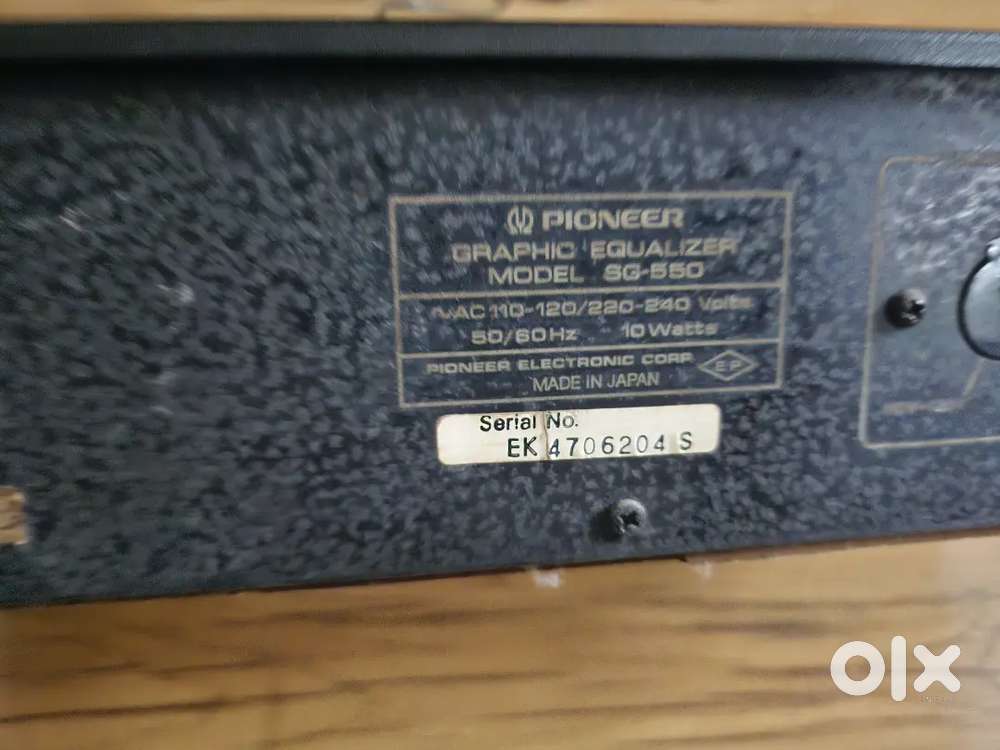 PIONEER
GRAPHIC EQUALIZER
MODEL SG-550
AC 110-120/220-240 Volts
50/60Hz 10 Watts
PIONEER ELECTRONIC CORP.
MADE IN JAPAN
Serial No.
EK 4706204 S
olx